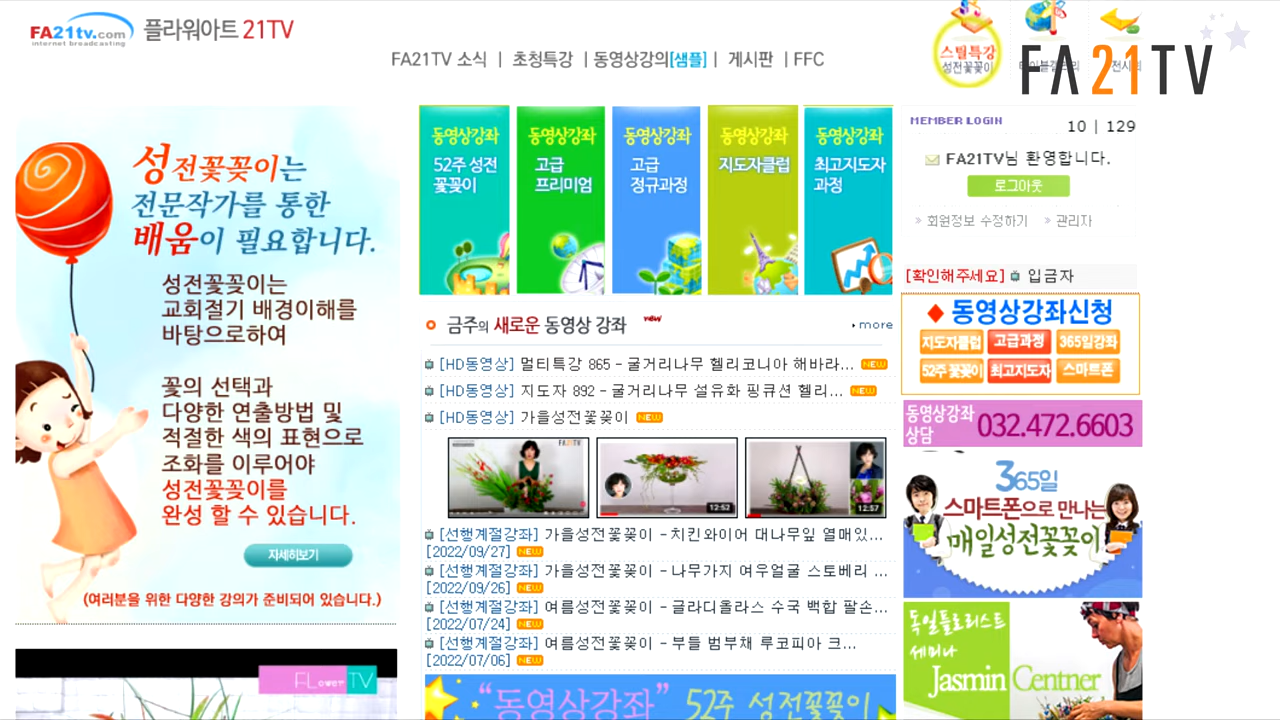 FA21tv.com
internet broadcasting
플라워아트 21TV
FA21TV 소식 | 초청특강 | 동영상강의[샘플] | 게시판 | FFC
스틸특강
성전꽃꽂이
FA21TV
성전꽃꽂이는
전문작가를 통한
배움이 필요합니다.
성전꽃꽂이는
교회절기 배경이해를
바탕으로하여
꽃의 선택과
다양한 연출방법 및
적절한 색의 표현으로
조화를 이루어야
성전꽃꽂이를
완성 할 수 있습니다.
자세히보기
(여러분을 위한 다양한 강의가 준비되어 있습니다.)
FLower TV
동영상강좌
52주 성전
꽃꽂이
동영상강좌
고급
프리미엄
동영상강좌
고급
정규과정
동영상강좌
지도자클럽
동영상강좌
최고지도자
과정
금주의 새로운 동영상 강좌 new
more
[HD동영상] 멀티특강 865 - 굴거리나무 헬리코니아 해바라... NEW
[HD동영상] 지도자 892 - 굴거리나무 설유화 핑큐션 헬리... NEW
[HD동영상] 가을성전꽃꽂이 NEW
FA21TV
12:52
12:57
[선행계절강좌] 가을성전꽃꽂이 - 치킨와이어 대나무잎 열매있...
[2022/09/27] NEW
[선행계절강좌] 가을성전꽃꽂이 - 나무가지 여우얼굴 스토베리 ...
[2022/09/26] NEW
[선행계절강좌] 여름성전꽃꽂이 - 글라디올라스 수국 백합 팔손...
[2022/07/24] NEW
[선행계절강좌] 여름성전꽃꽂이 - 부들 범부채 루코피아 크...
[2022/07/06] NEW
"동영상강좌" 52주 성전꽃꽂이
MEMBER LOGIN
10 | 129
FA21TV님 환영합니다.
로그아웃
회원정보 수정하기
관리자
[확인해주세요] 입금자
동영상강좌신청
지도자클럽 고급과정 365일강좌
52주 꽃꽂이 최고지도자 스마트폰
동영상강좌
상담
032.472.6603
365일
스마트폰으로 만나는
매일성전꽃꽂이
독일플로리스트
세미나
Jasmin Centner